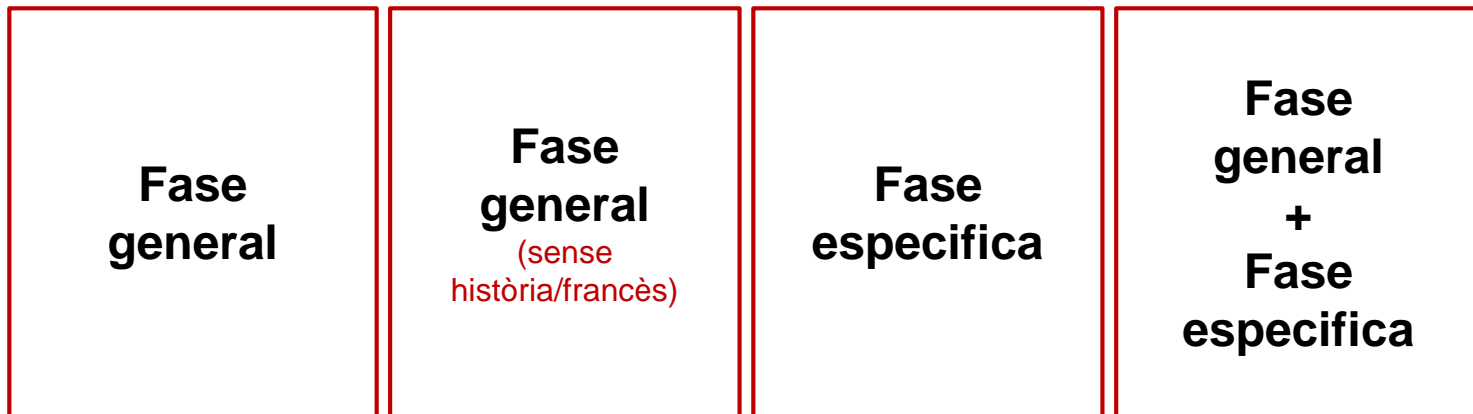 Fase
general
Fase
general
(sense
història/francès)
Fase
especifica
Fase
general
+
Fase
especifica